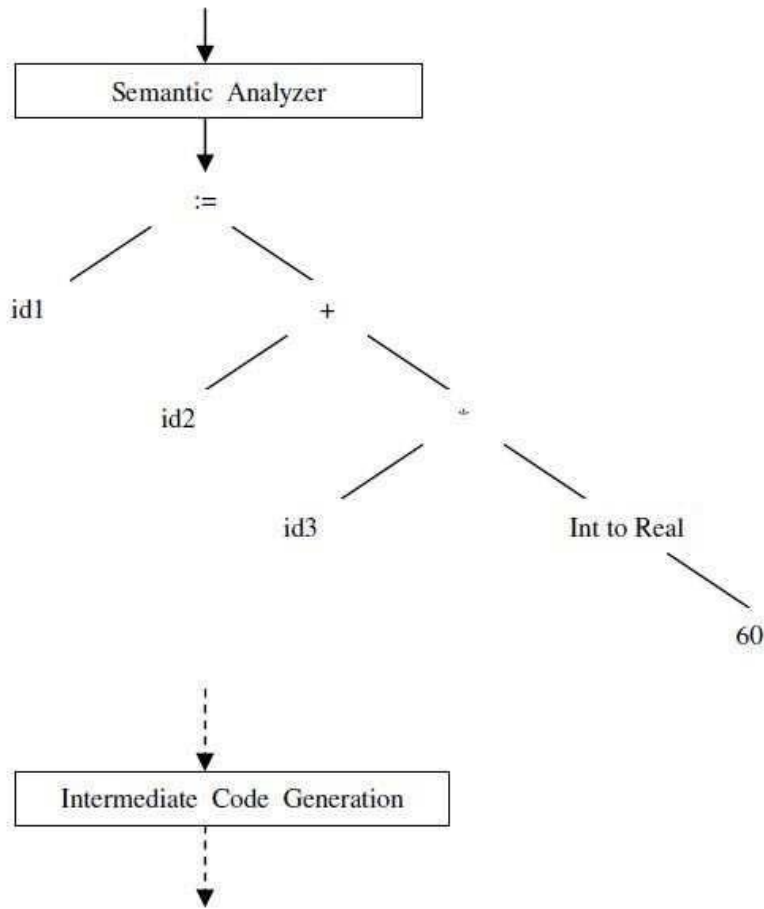 Semantic Analyzer
:=
id1
+
id2
*
id3
Int to Real
60
Intermediate Code Generation